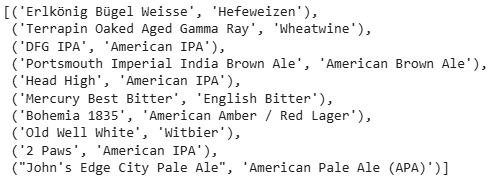 [('Erlkönig Bügel Weisse', 'Hefeweizen'),
('Terrapin Oaked Aged Gamma Ray', 'Wheatwine'),
('DFG IPA', 'American IPA'),
('Portsmouth Imperial India Brown Ale', 'American Brown Ale'),
('Head High', 'American IPA'),
('Mercury Best Bitter', 'English Bitter'),
('Bohemia 1835', 'American Amber / Red Lager'),
('Old Well White', 'Witbier'),
('2 Paws', 'American IPA'),
("John's Edge City Pale Ale", 'American Pale Ale (APA)')]